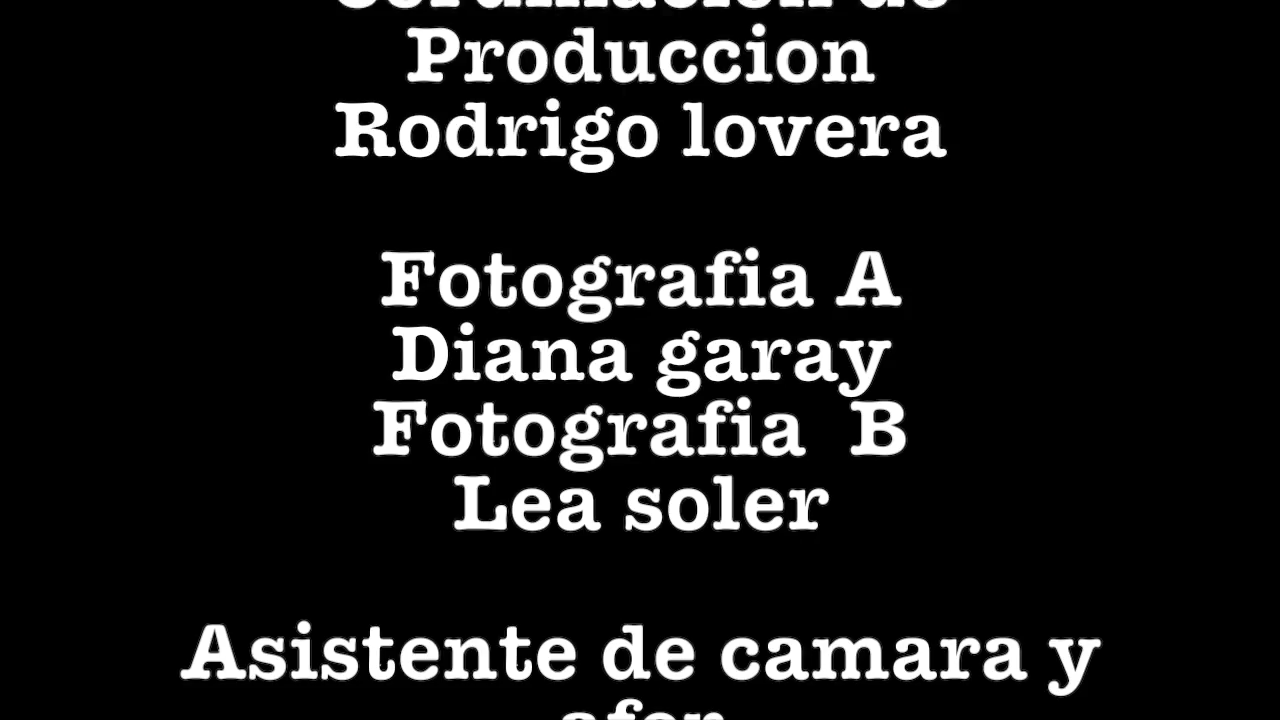 Produccion
Rodrigo lovera
Fotografia A
Diana garay
Fotografia  B
Lea soler
Asistente de camara y